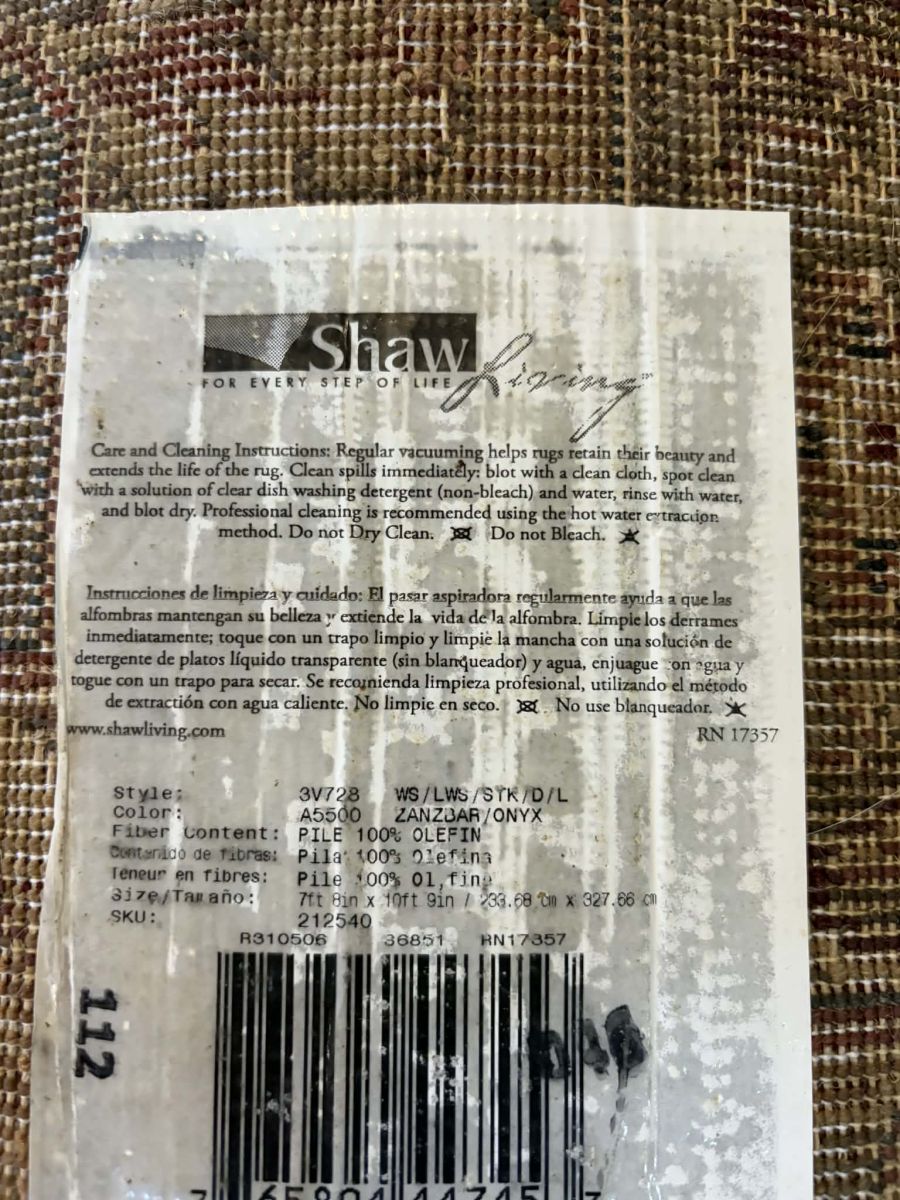 Shaw Living
FOR EVERY STEP OF LIFE
Care and Cleaning Instructions: Regular vacuuming helps rugs retain their beauty and
extends the life of the rug. Clean spills immediately: blot with a clean cloth, spot clean
with a solution of clear dish washing detergent (non-bleach) and water, rinse with water,
and blot dry. Professional cleaning is recommended using the hot water extraction
method. Do not Dry Clean. Do not Bleach.
Instrucciones de limpieza y cuidado: El pasar aspiradora regularmente ayuda a que las
alfombras mantengan su belleza y extiende la vida de la alfombra. Limpie los derrames
inmediatamente; toque con un trapo limpio y limpie la mancha con una solución de
detergente de platos líquido transparente (sin blanqueador) y agua, enjuague con agua y
togue con un trapo para secar. Se recomienda limpieza profesional, utilizando el método
de extracción con agua caliente. No limpie en seco. No use blanqueador.
www.shawliving.com RN 17357
Style: 3V728 WS/LWS/SYK/D/L
Color: A5500 ZANZBAR/ONYX
Fiber Content: PILE 100% OLEFIN
Contenido de fibras: Pila 100% Olefina
Teneur en fibres: Pile 100% Olefine
Size/Tamaño: 7ft 8in x 10ft 9in / 233.68 cm x 327.66 cm
SKU: 212540
R310506 36851 RN17357
112